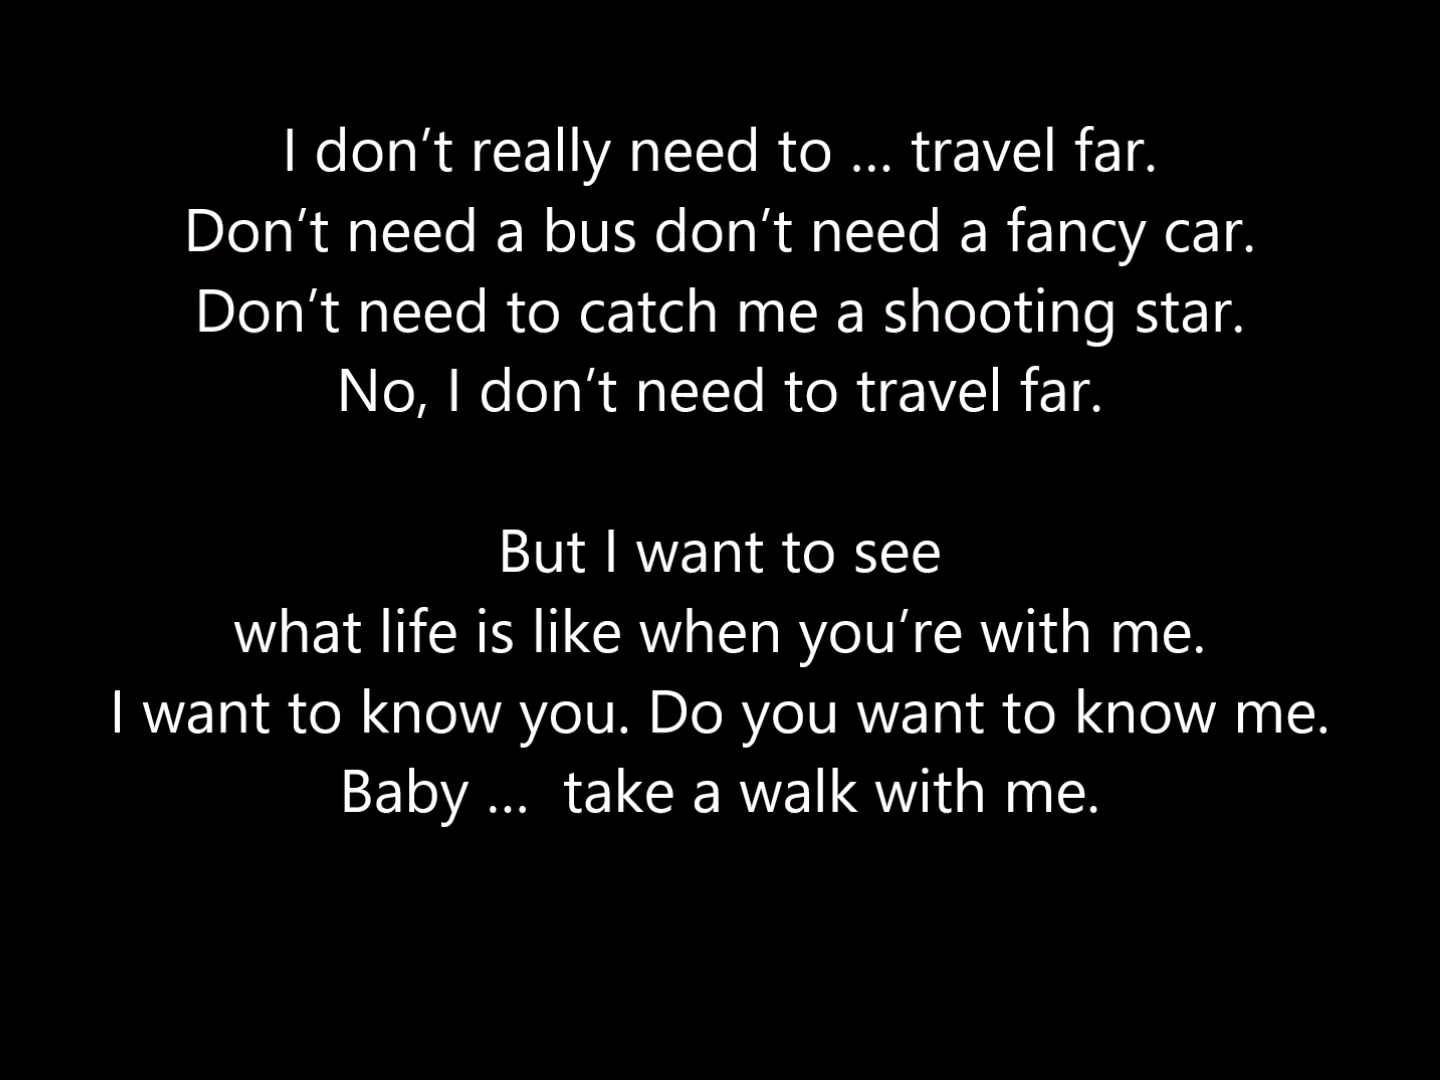 I don’t really need to … travel far.
Don’t need a bus don’t need a fancy car.
Don’t need to catch me a shooting star.
No, I don’t need to travel far.
But I want to see
what life is like when you’re with me.
I want to know you. Do you want to know me.
Baby …  take a walk with me.